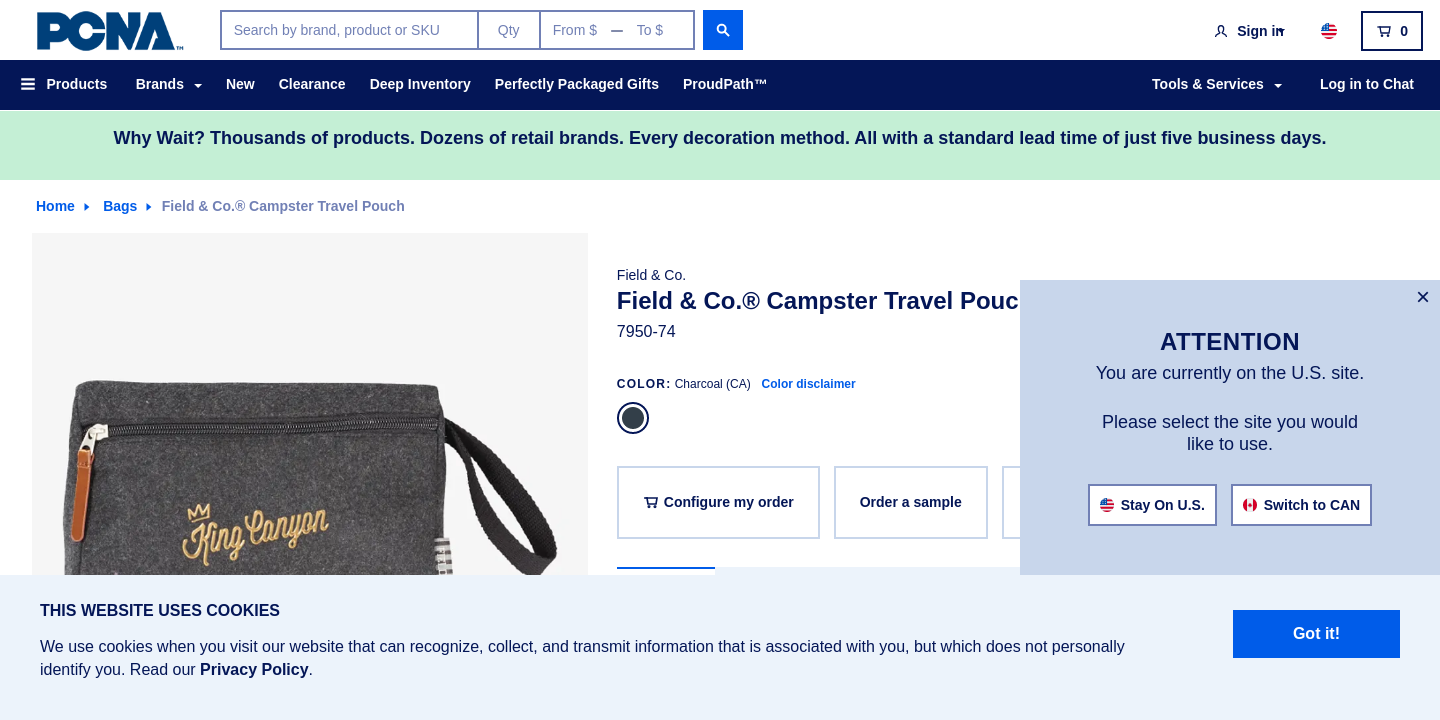 PCNA™
Search by brand, product or SKU
Qty
From $ — To $
Sign in
0
Products
Brands
New
Clearance
Deep Inventory
Perfectly Packaged Gifts
ProudPath™
Tools & Services
Log in to Chat
Why Wait? Thousands of products. Dozens of retail brands. Every decoration method. All with a standard lead time of just five business days.
Home
Bags
Field & Co.® Campster Travel Pouch
Field & Co.
Field & Co.® Campster Travel Pouc
7950-74
COLOR: Charcoal (CA) Color disclaimer
Configure my order
Order a sample
King Canyon
×
ATTENTION
You are currently on the U.S. site.
Please select the site you would
like to use.
Stay On U.S.
Switch to CAN
THIS WEBSITE USES COOKIES
We use cookies when you visit our website that can recognize, collect, and transmit information that is associated with you, but which does not personally
identify you. Read our Privacy Policy.
Got it!